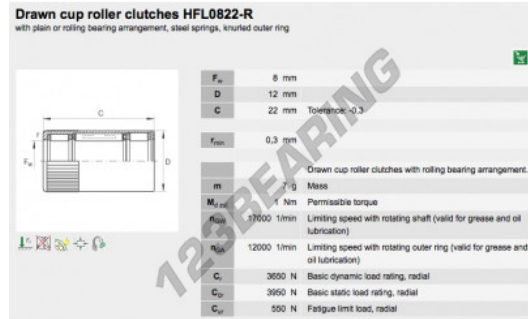 Drawn cup roller clutches HFL0822-R
with plain or rolling bearing arrangement, steel springs, knurled outer ring
Fw 8 mm
D 12 mm
C 22 mm Tolerance: -0,3
rmin 0,3 mm
Drawn cup roller clutches with rolling bearing arrangement.
m 7 g Mass
Md 1 Nm Permissible torque
nGW 17000 1/min Limiting speed with rotating shaft (valid for grease and oil
lubrication)
nGA 12000 1/min Limiting speed with rotating outer ring (valid for grease and
oil lubrication)
Cr 3650 N Basic dynamic load rating, radial
C0r 3950 N Basic static load rating, radial
Cur 550 N Fatigue limit load, radial
C
r
Fw
D
123BEARING